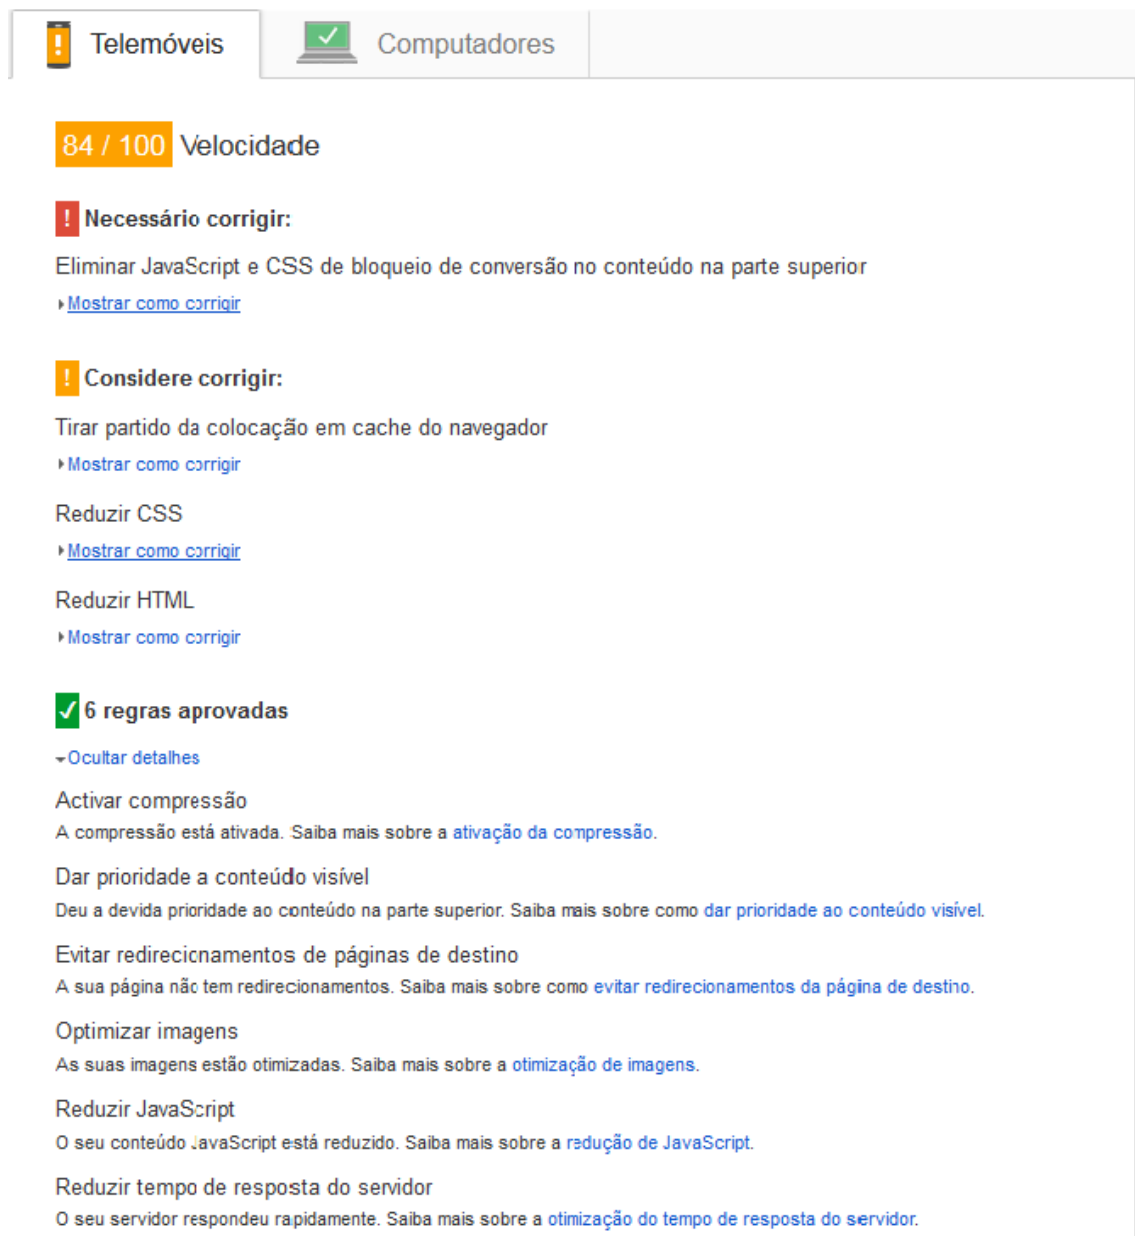 Telemóveis Computadores
84 / 100 Velocidade
! Necessário corrigir:
Eliminar JavaScript e CSS de bloqueio de conversão no conteúdo na parte superior
Mostrar como corrigir
! Considere corrigir:
Tirar partido da colocação em cache do navegador
Mostrar como corrigir
Reduzir CSS
Mostrar como corrigir
Reduzir HTML
Mostrar como corrigir
6 regras aprovadas
Ocultar detalhes
Activar compressão
A compressão está ativada. Saiba mais sobre a ativação da compressão.
Dar prioridade a conteúdo visível
Deu a devida prioridade ao conteúdo na parte superior. Saiba mais sobre como dar prioridade ao conteúdo visível.
Evitar redirecionamentos de páginas de destino
A sua página não tem redirecionamentos. Saiba mais sobre como evitar redirecionamentos da página de destino.
Optimizar imagens
As suas imagens estão otimizadas. Saiba mais sobre a otimização de imagens.
Reduzir JavaScript
O seu conteúdo JavaScript está reduzido. Saiba mais sobre a redução de JavaScript.
Reduzir tempo de resposta do servidor
O seu servidor respondeu rapidamente. Saiba mais sobre a otimização do tempo de resposta do servidor.